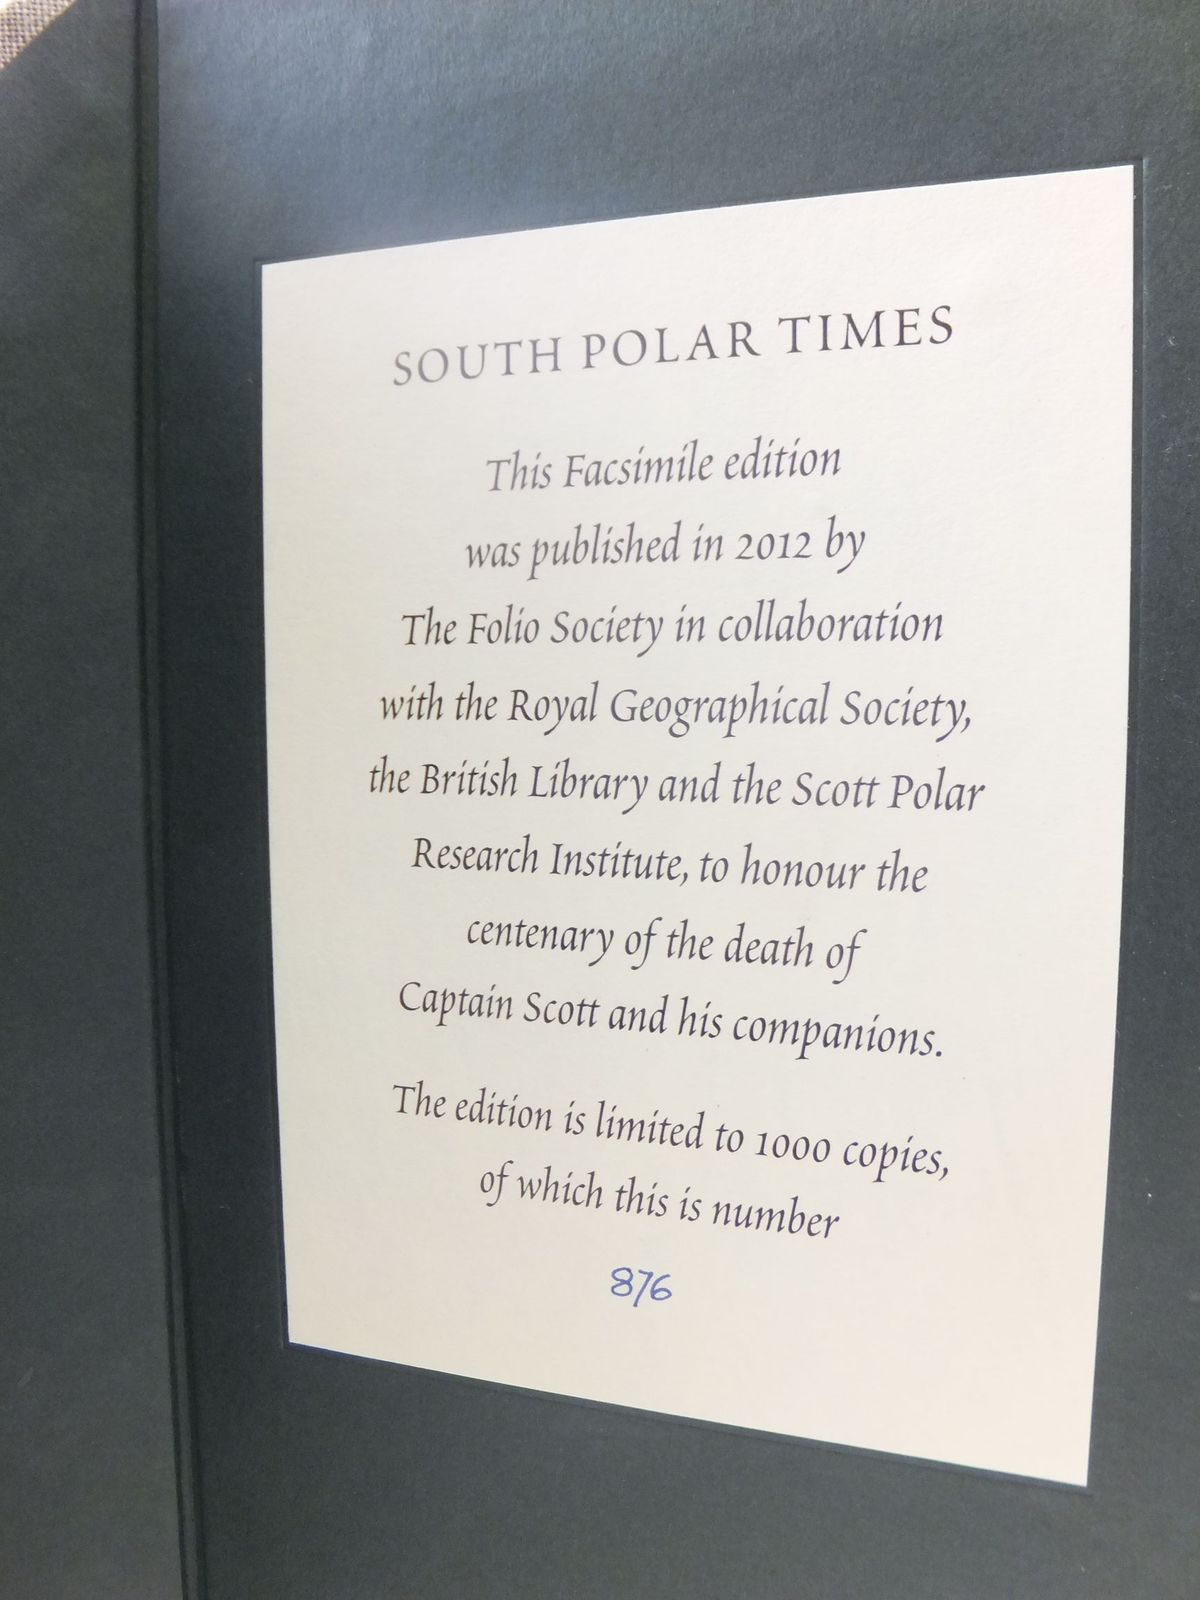 SOUTH POLAR TIMES
This Facsimile edition
was published in 2012 by
The Folio Society in collaboration
with the Royal Geographical Society,
the British Library and the Scott Polar
Research Institute, to honour the
centenary of the death of
Captain Scott and his companions.
The edition is limited to 1000 copies,
of which this is number
876